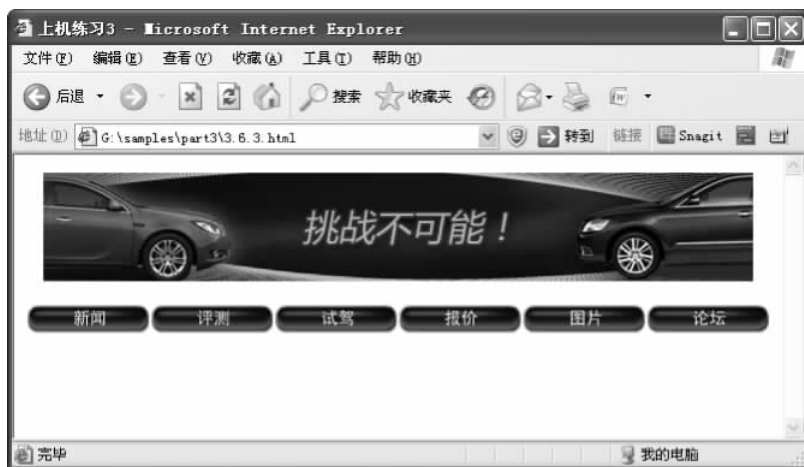 上机练习3 - Microsoft Internet Explorer
文件(F) 编辑(E) 查看(V) 收藏(A) 工具(T) 帮助(H)
后退 搜索 收藏夹
地址(D) G:\samples\part3\3.6.3.html 转到 链接 Snagit
挑战不可能！
新闻 评测 试驾 报价 图片 论坛
完毕 我的电脑